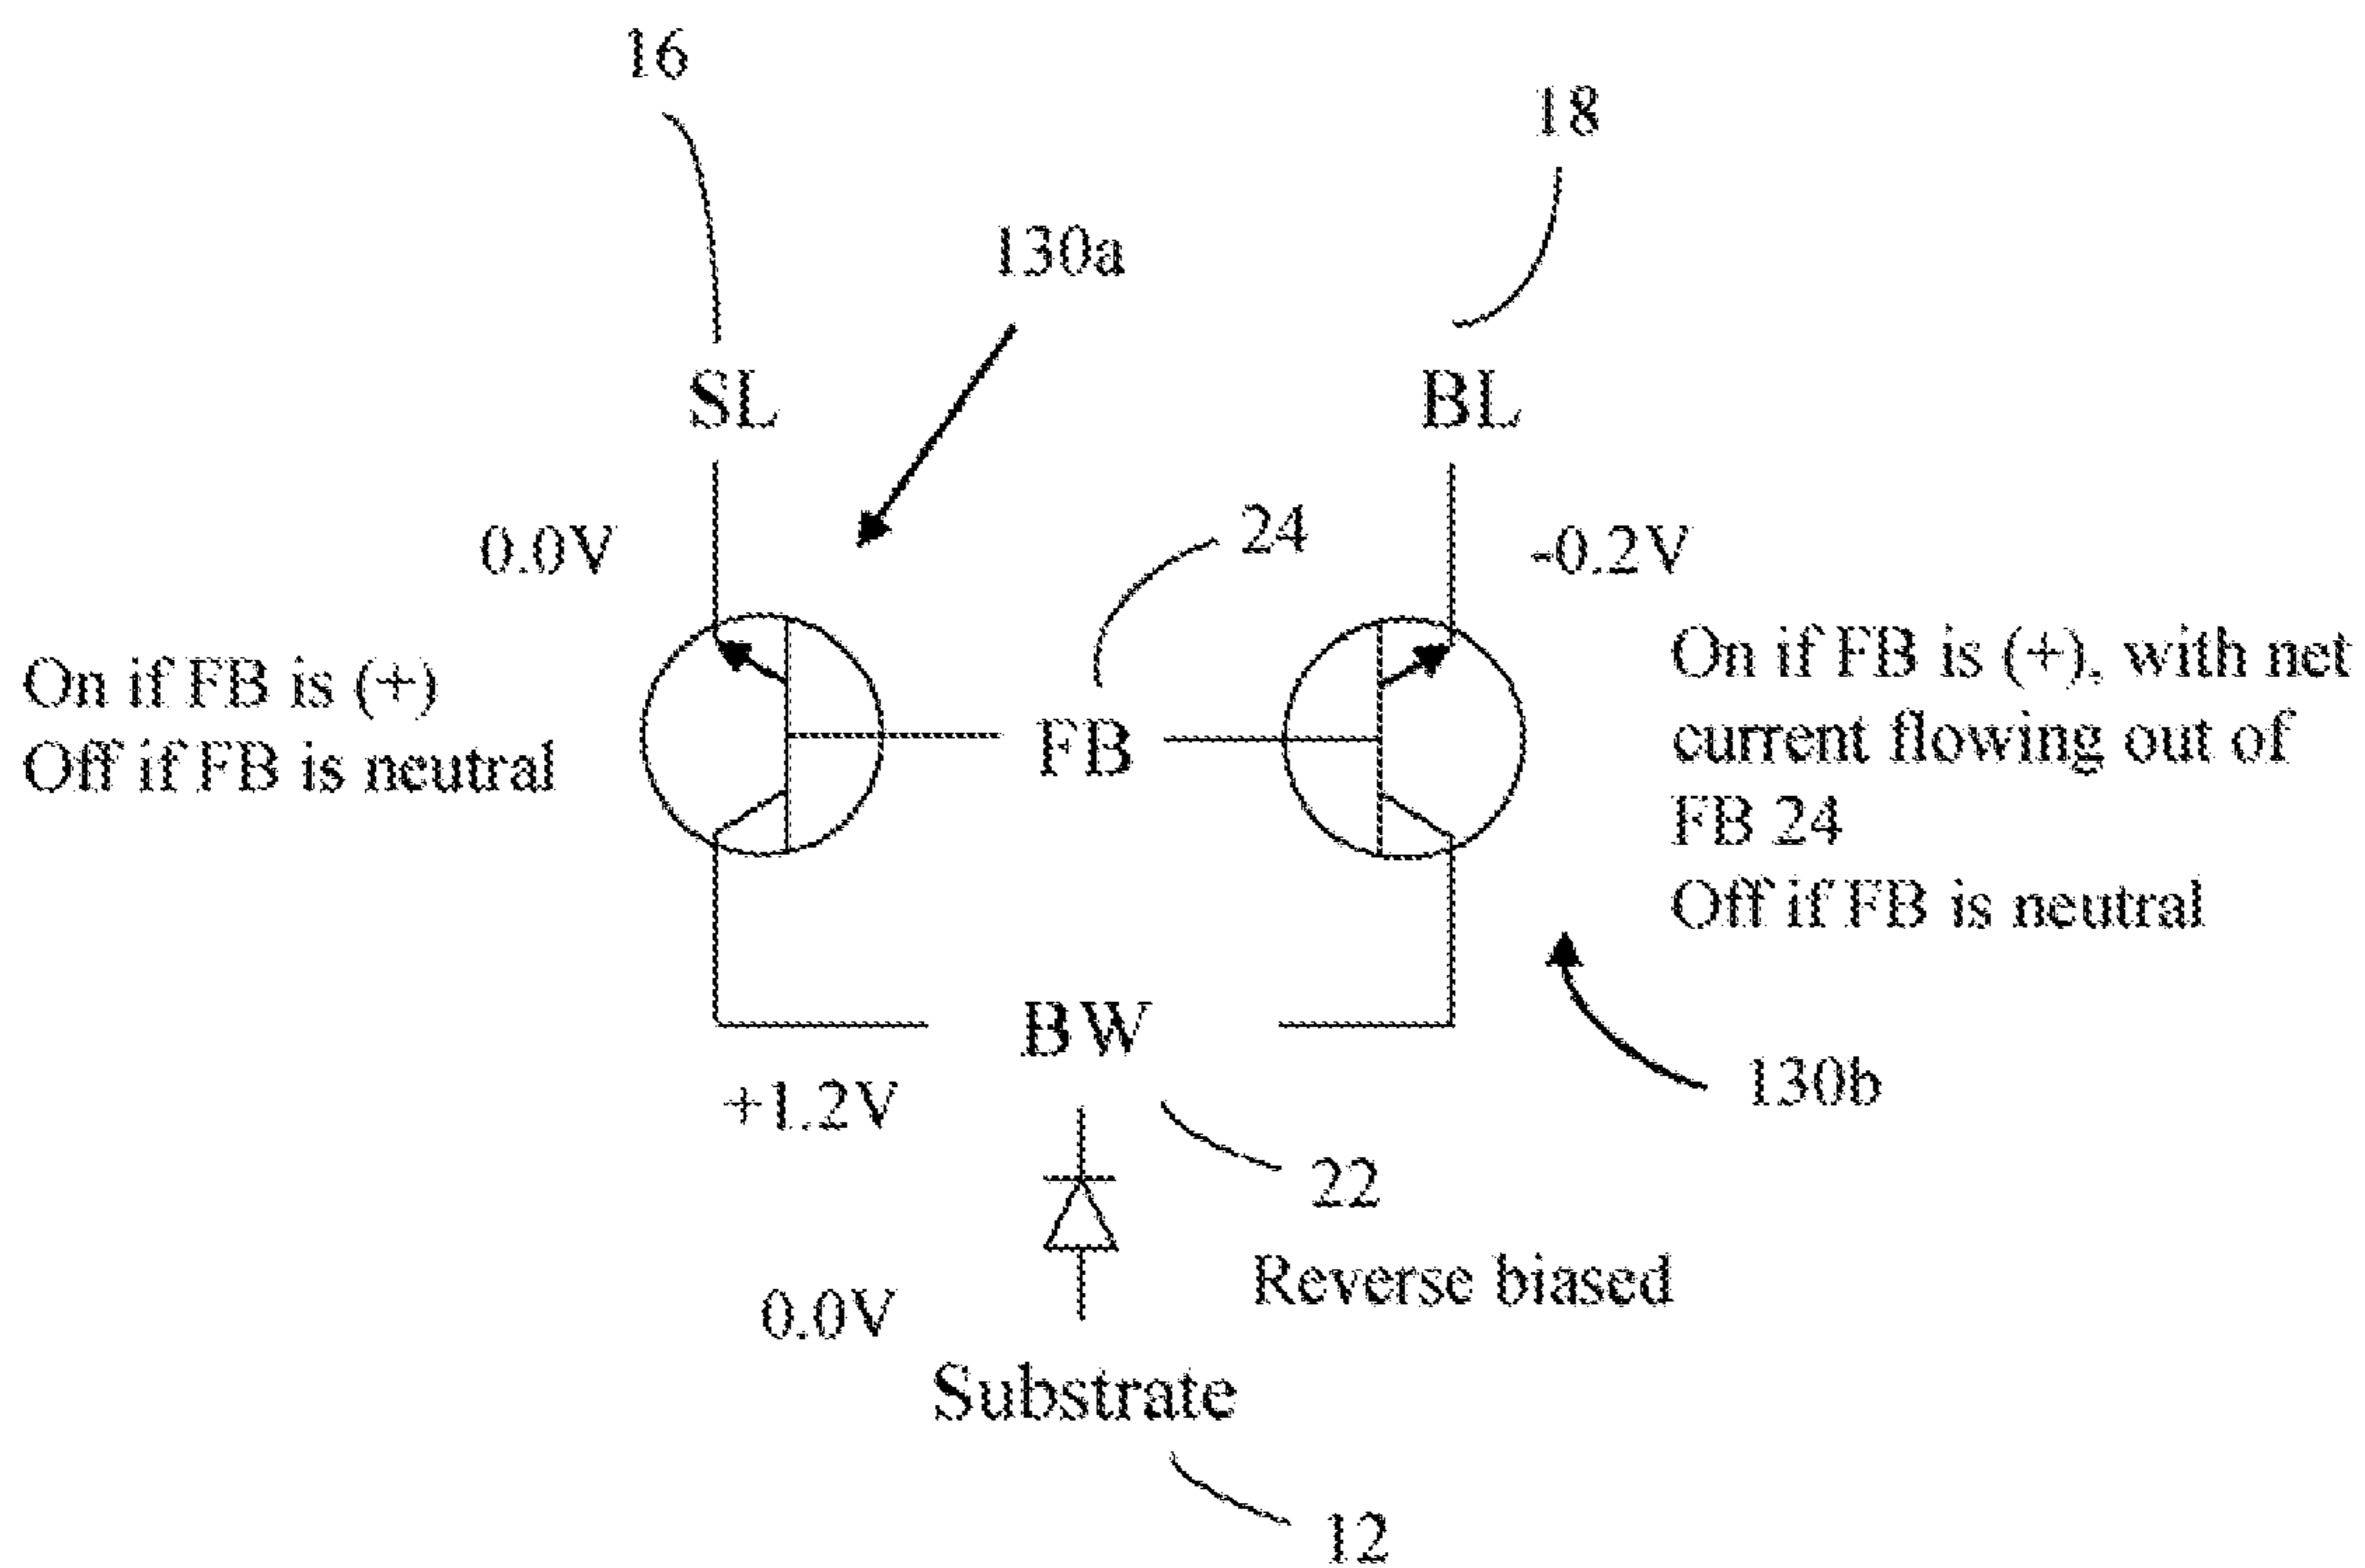 16
18
130a
SL
BL
0.0V
24
-0.2V
On if FB is (+)
Off if FB is neutral
FB
On if FB is (+), with net
current flowing out of
FB 24
Off if FB is neutral
BW
+1.2V
130b
22
Reverse biased
0.0V
Substrate
12